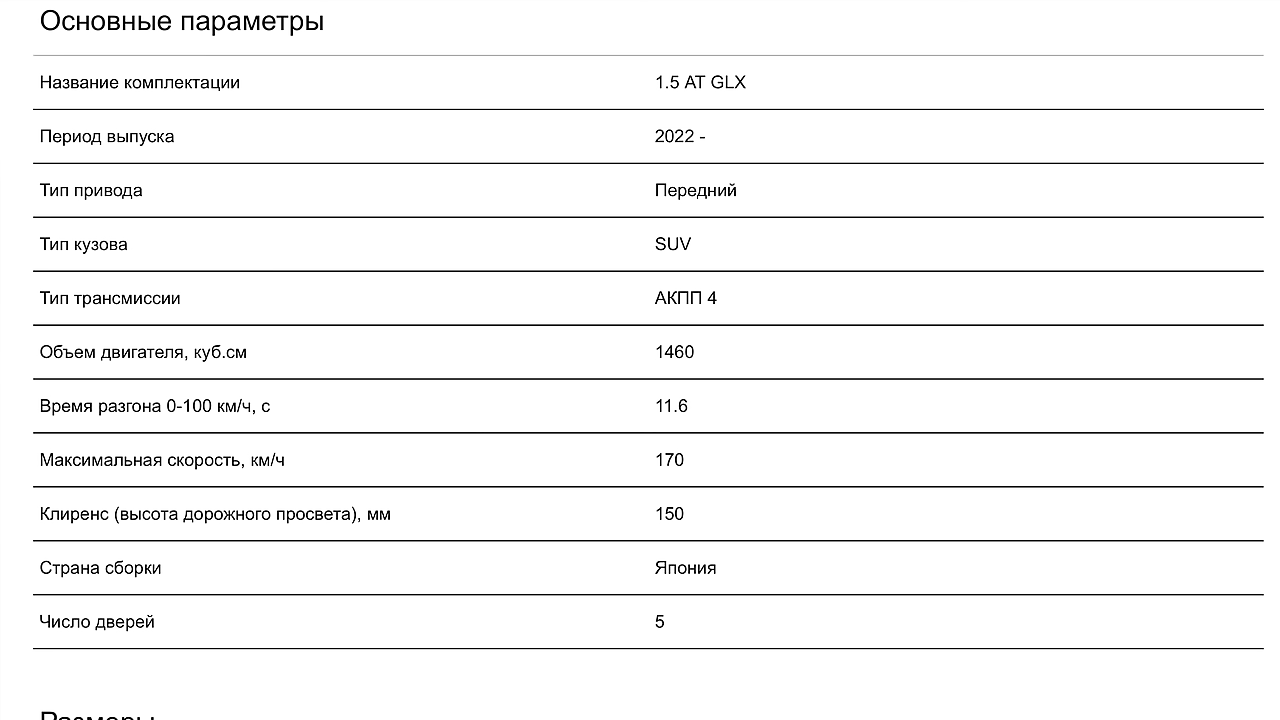 Основные параметры
Название комплектации 1.5 AT GLX
Период выпуска 2022 -
Тип привода Передний
Тип кузова SUV
Тип трансмиссии АКПП 4
Объем двигателя, куб.см 1460
Время разгона 0-100 км/ч, с 11.6
Максимальная скорость, км/ч 170
Клиренс (высота дорожного просвета), мм 150
Страна сборки Япония
Число дверей 5
Размеры